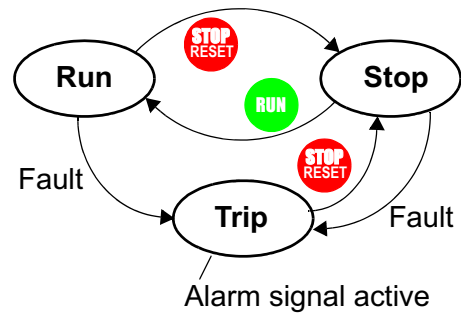 STOP
RESET
Run
Stop
RUN
STOP
RESET
Fault
Trip
Fault
Alarm signal active